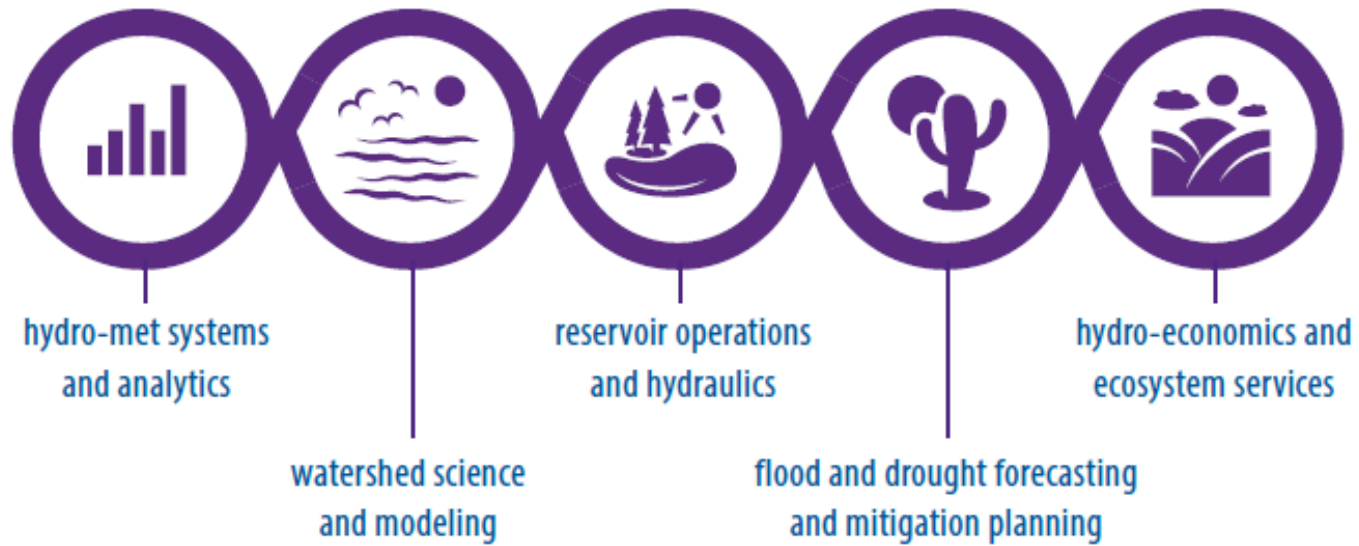 hydro-met systems
and analytics
watershed science
and modeling
reservoir operations
and hydraulics
flood and drought forecasting
and mitigation planning
hydro-economics and
ecosystem services